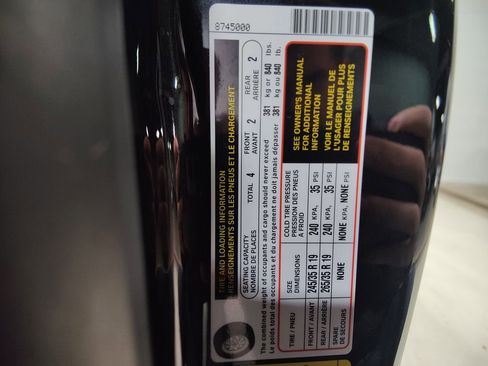 8745000
TIRE AND LOADING INFORMATION
RENSEIGNEMENTS SUR LES PNEUS ET LE CHARGEMENT
SEATING CAPACITY TOTAL 4 FRONT 2 REAR 2
NOMBRE DE PLACES AVANT ARRIÈRE
The combined weight of occupants and cargo should never exceed 381 kg or 840 lbs.
Le poids total des occupants et du chargement ne doit jamais dépasser 381 kg ou 840 lb.
TIRE / PNEU SIZE COLD TIRE PRESSURE
DIMENSIONS PRESSION DES PNEUS
A FROID
FRONT / AVANT 245/35 R 19 240 KPA, 35 PSI
REAR / ARRIÈRE 265/35 R 19 240 KPA, 35 PSI
SPARE NONE NONE KPA, NONE PSI
DE SECOURS
SEE OWNER'S MANUAL
FOR ADDITIONAL
INFORMATION
VOIR LE MANUEL DE
L'USAGER POUR PLUS
DE RENSEIGNEMENTS